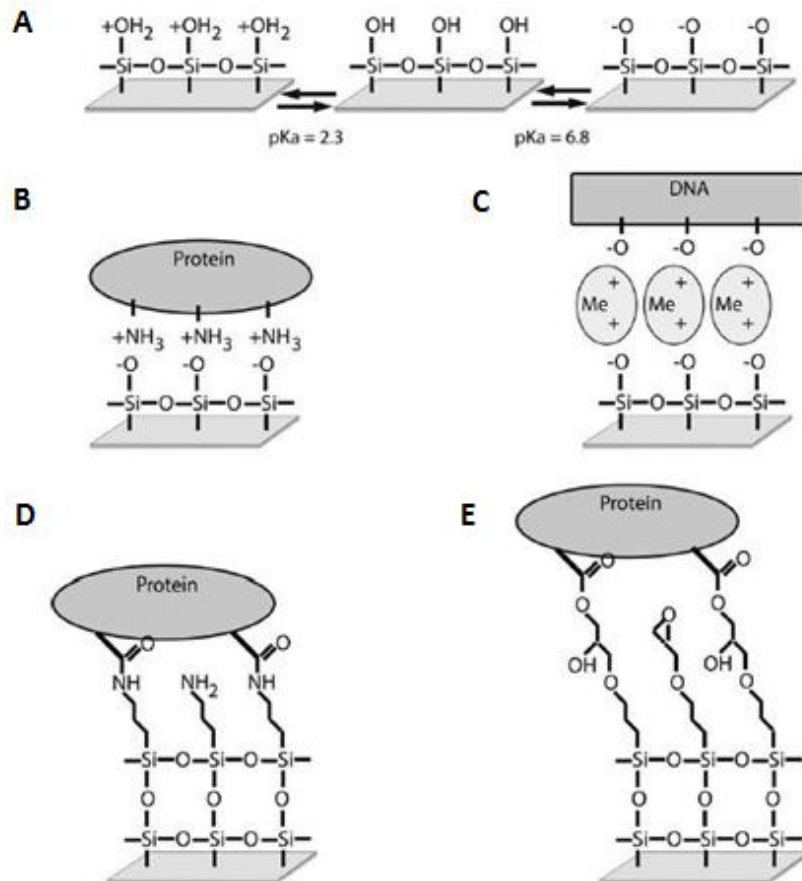 A
+OH2 +OH2 +OH2
Si O Si O Si
pKa = 2.3
OH OH OH
Si O Si O Si
pKa = 6.8
-O -O -O
Si O Si O Si
B
Protein
+NH3 +NH3 +NH3
-O -O -O
Si O Si O Si
C
DNA
-O -O -O
Me + + Me + + Me + +
-O -O -O
Si O Si O Si
D
Protein
O O
NH NH2 NH
Si O Si O Si
O O O
Si O Si O Si
E
Protein
O O
O O O
OH OH
O O O
Si O Si O Si
O O O
Si O Si O Si